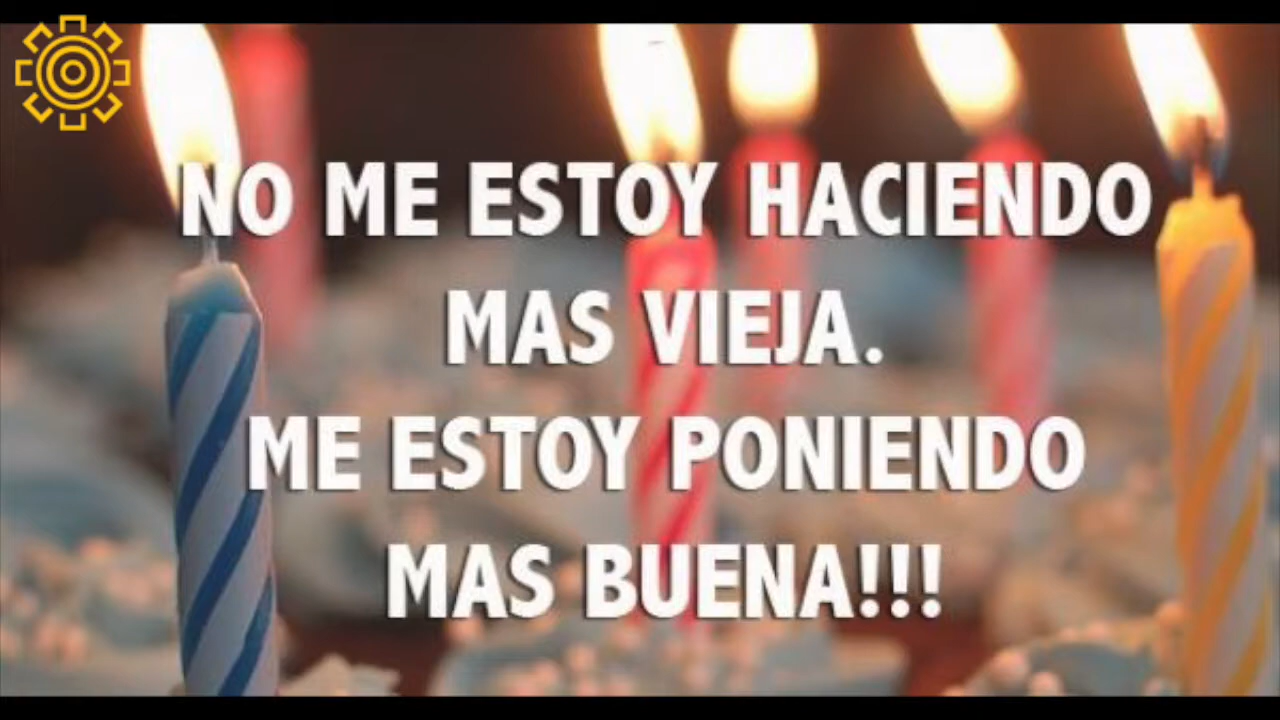 NO ME ESTOY HACIENDO
MAS VIEJA.
ME ESTOY PONIENDO
MAS BUENA!!!